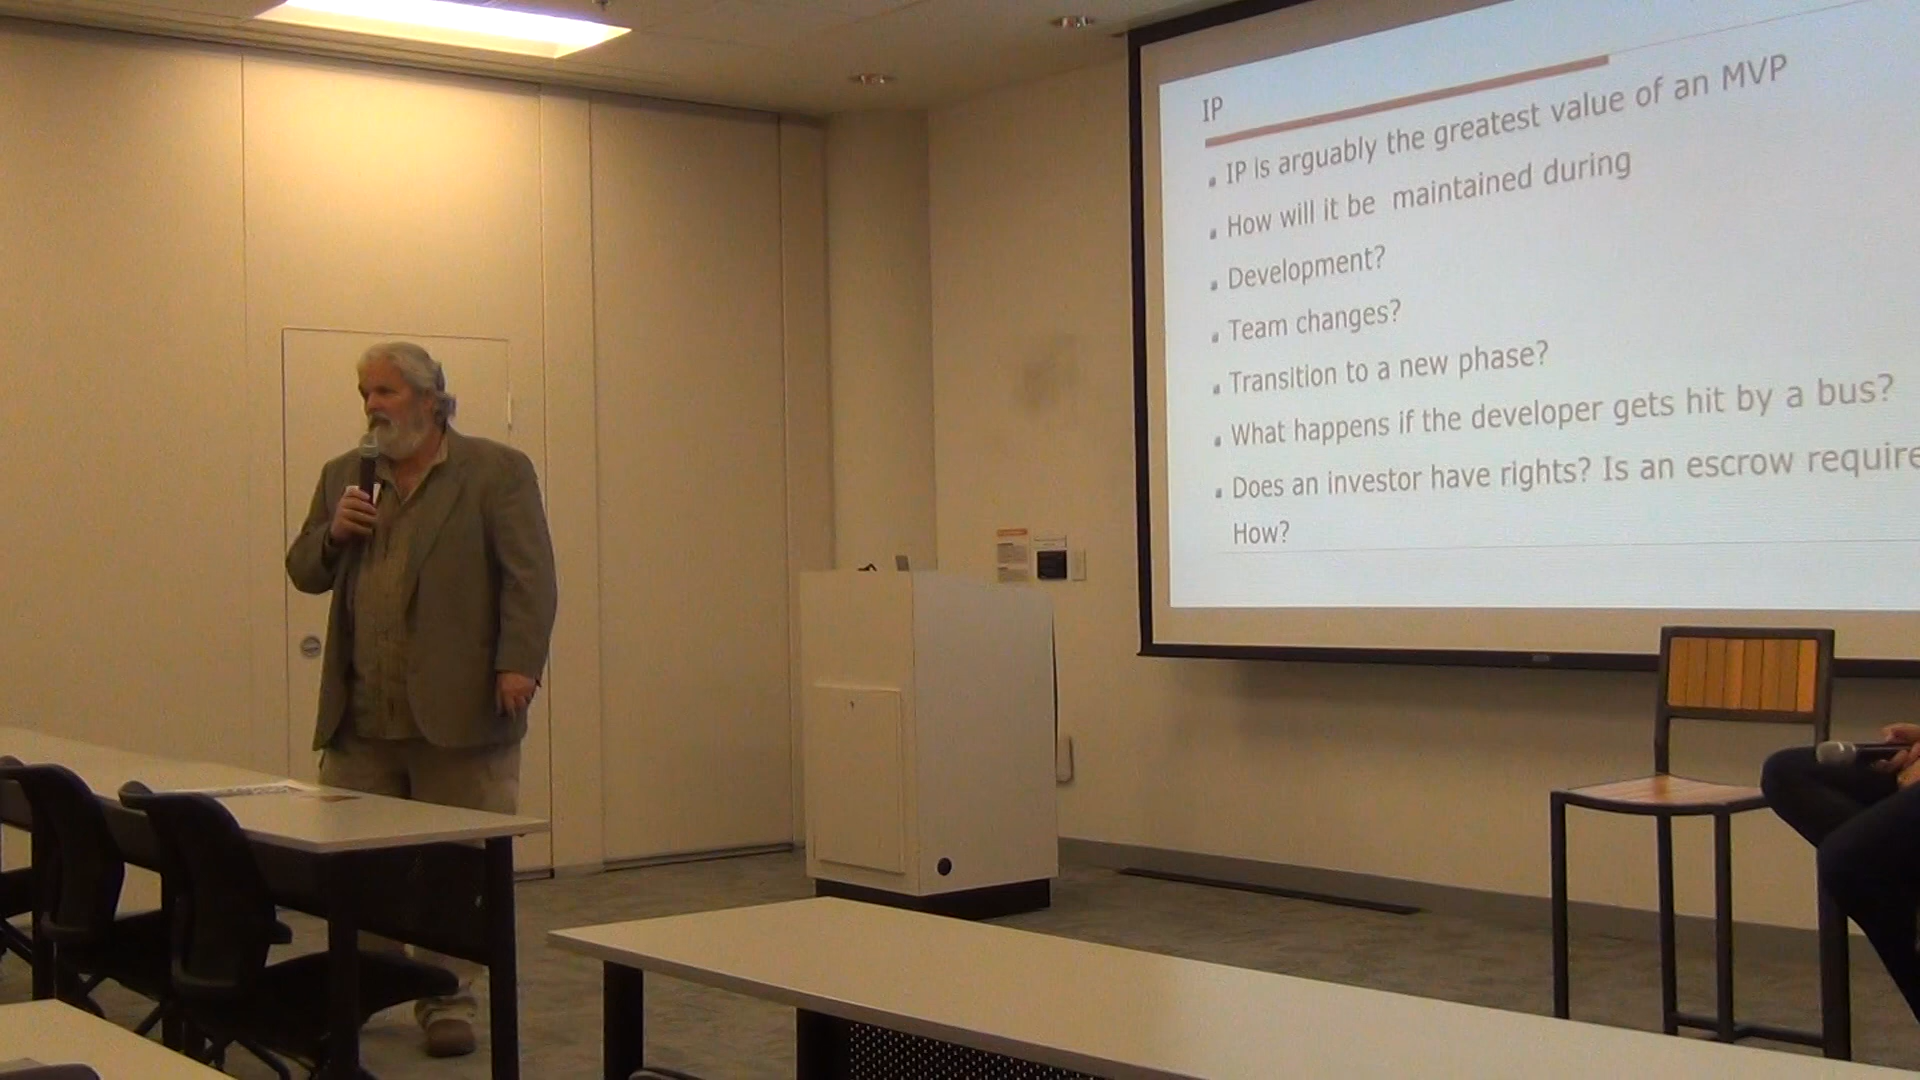 IP
IP is arguably the greatest value of an MVP
How will it be maintained during
Development?
Team changes?
Transition to a new phase?
What happens if the developer gets hit by a bus?
Does an investor have rights? Is an escrow require
How?